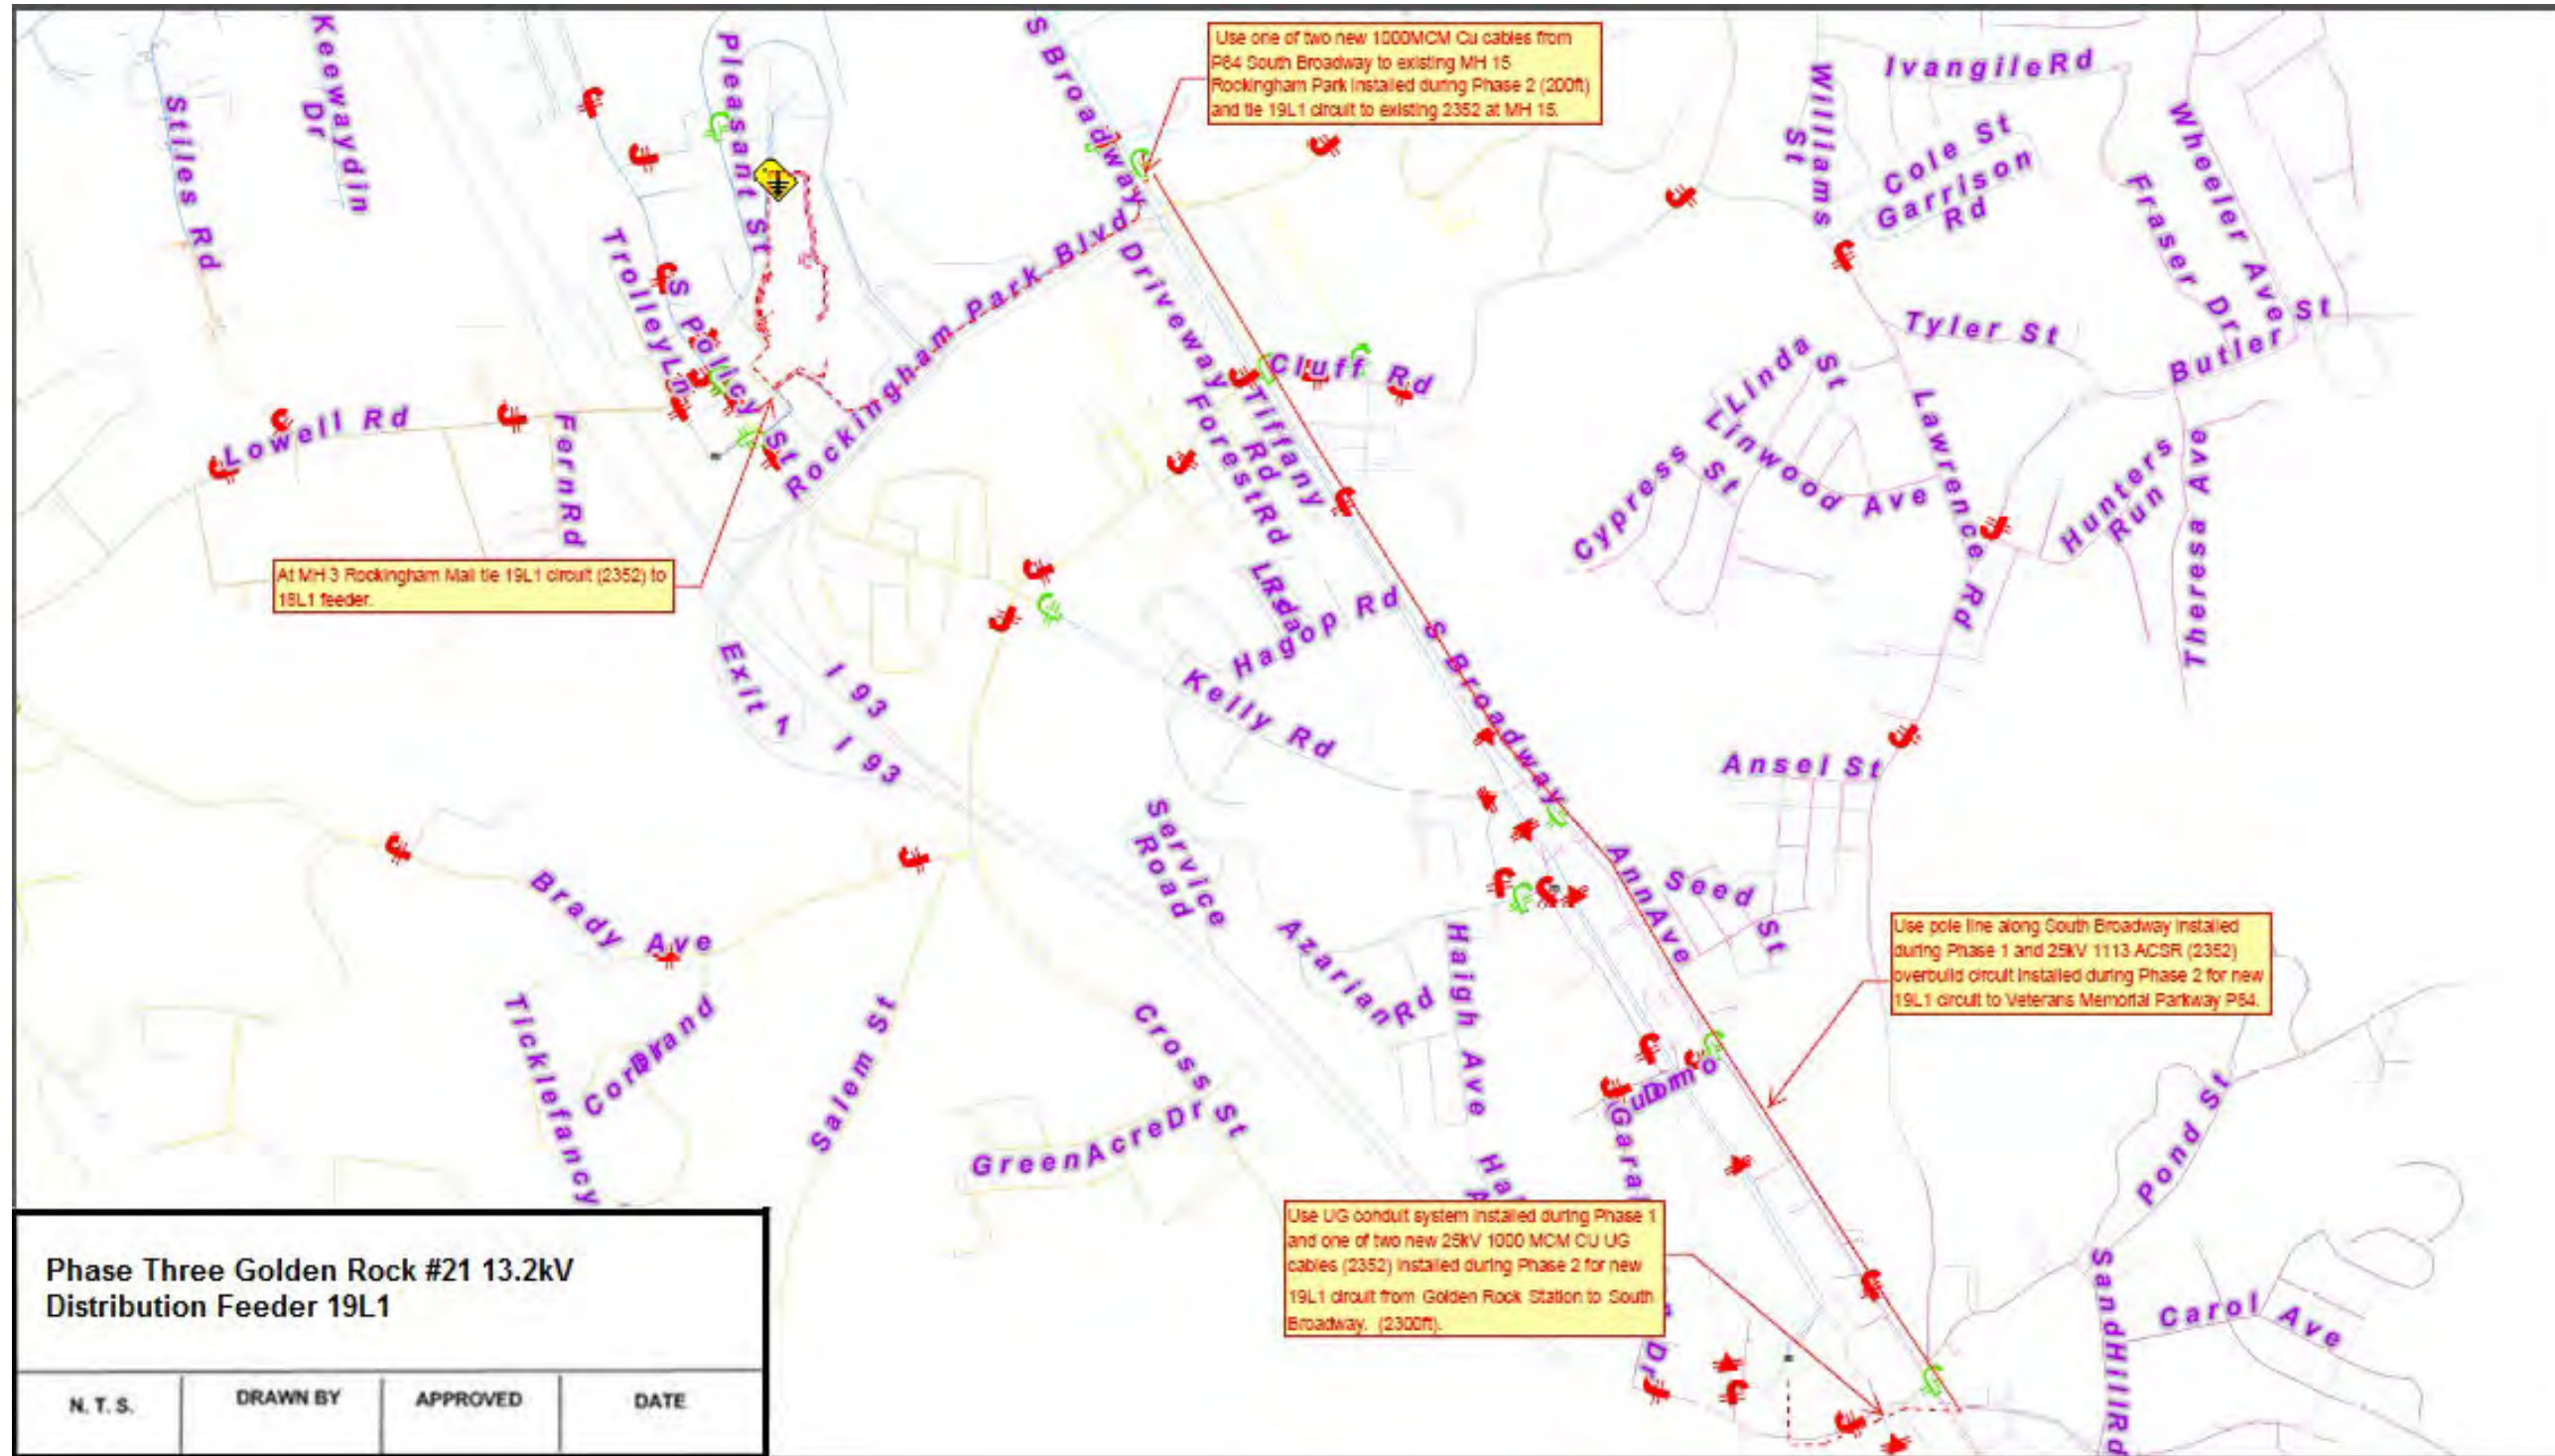 Keewaydin
Dr
Stiles Rd
Pleasant St
S Broadway
Use one of two new 1000MCM Cu cables from
P64 South Broadway to existing MH 15
Rockingham Park installed during Phase 2 (200ft)
and tie 19L1 circuit to existing 2352 at MH 15.
Williams
St
Ivangile Rd
Cole St
Garrison
Rd
Wheeler Ave
Fraser Dr
Tyler St
Butler St
Trolley Ln
S Policy St
Rockingham Park Blvd
Driveway
Cluff Rd
Tiffany
Rd
Forest Rd
Linda
St
Linwood Ave
Cypress
St
Lawrence Rd
Hunters
Run
Theresa Ave
Lowell Rd
Fern Rd
At MH 3 Rockingham Mall tie 19L1 circuit (2352) to
18L1 feeder.
Hagop Rd
S Broadway
Kelly Rd
Exit 1
I 93
I 93
Ansel St
Service
Road
Ann Ave
Seed
St
Brady Ave
Azarian
Rd
Haigh Ave
Use pole line along South Broadway installed
during Phase 1 and 25kV 1113 ACSR (2352)
overbuild circuit installed during Phase 2 for new
19L1 circuit to Veterans Memorial Parkway P64.
Ticklefancy
Salem St
Cross
St
GreenAcre Dr
Pond St
Use UG conduit system installed during Phase 1
and one of two new 25kV 1000 MCM CU UG
cables (2352) installed during Phase 2 for new
19L1 circuit from Golden Rock Station to South
Broadway. (2300ft).
Dr
SandHill Rd
Carol Ave
Phase Three Golden Rock #21 13.2kV
Distribution Feeder 19L1
N. T. S.
DRAWN BY
APPROVED
DATE